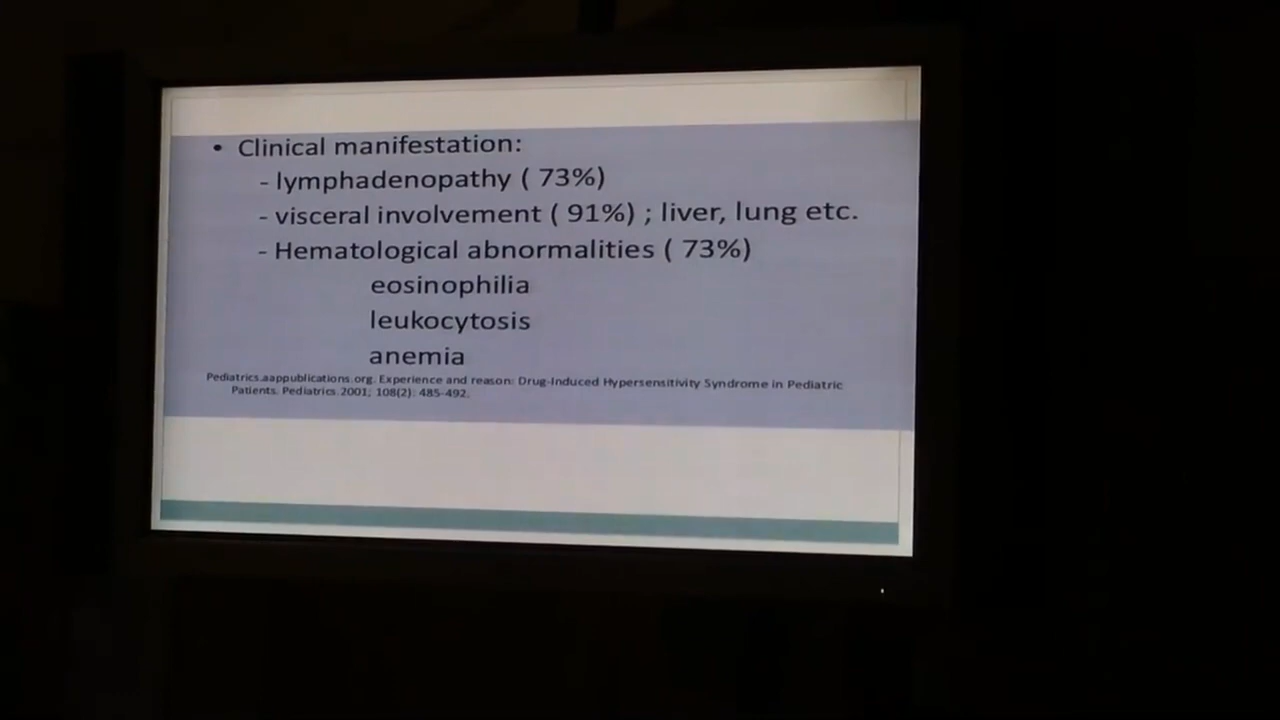 • Clinical manifestation:
- lymphadenopathy ( 73%)
- visceral involvement ( 91%) ; liver, lung etc.
- Hematological abnormalities ( 73%)
eosinophilia
leukocytosis
anemia
Pediatrics.aappublications.org. Experience and reason: Drug-Induced Hypersensitivity Syndrome in Pediatric
Patients. Pediatrics.2001; 108(2): 485-492.